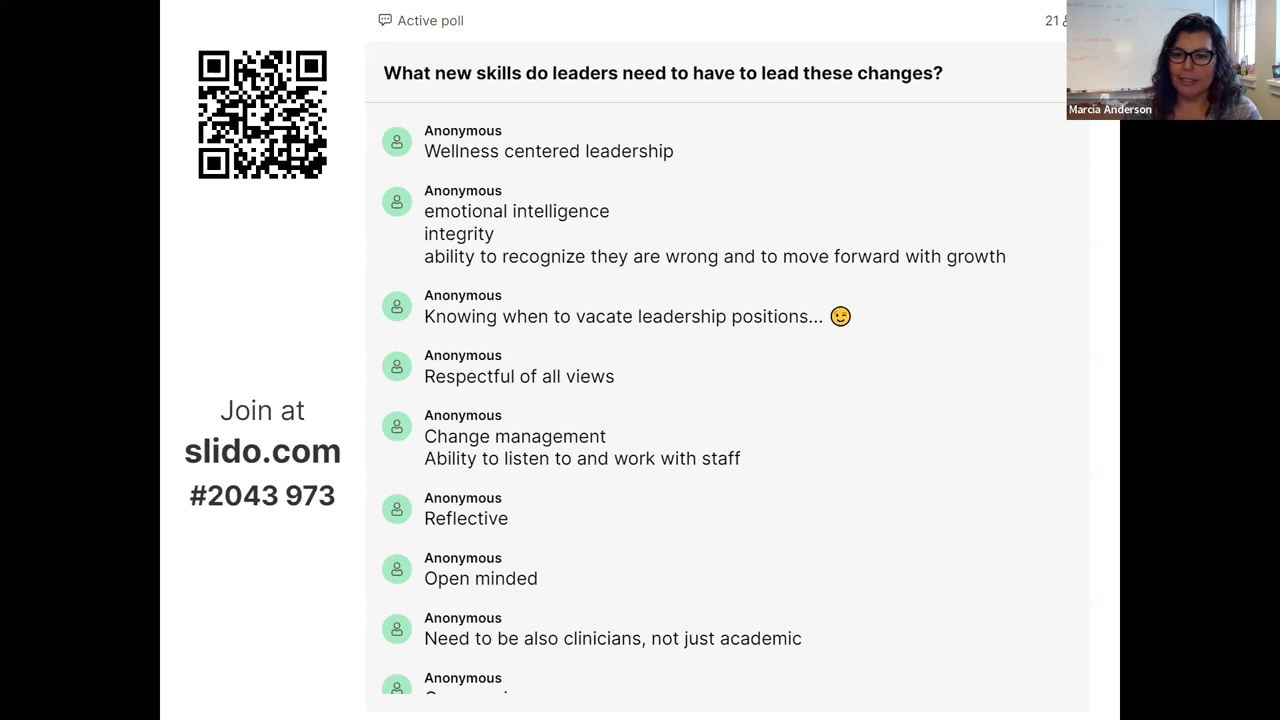 Active poll
21
What new skills do leaders need to have to lead these changes?
Marcia Anderson
Anonymous
Wellness centered leadership
Anonymous
emotional intelligence
integrity
ability to recognize they are wrong and to move forward with growth
Anonymous
Knowing when to vacate leadership positions... 😉
Anonymous
Respectful of all views
Anonymous
Change management
Ability to listen to and work with staff
Anonymous
Reflective
Anonymous
Open minded
Anonymous
Need to be also clinicians, not just academic
Anonymous
Join at
slido.com
#2043 973